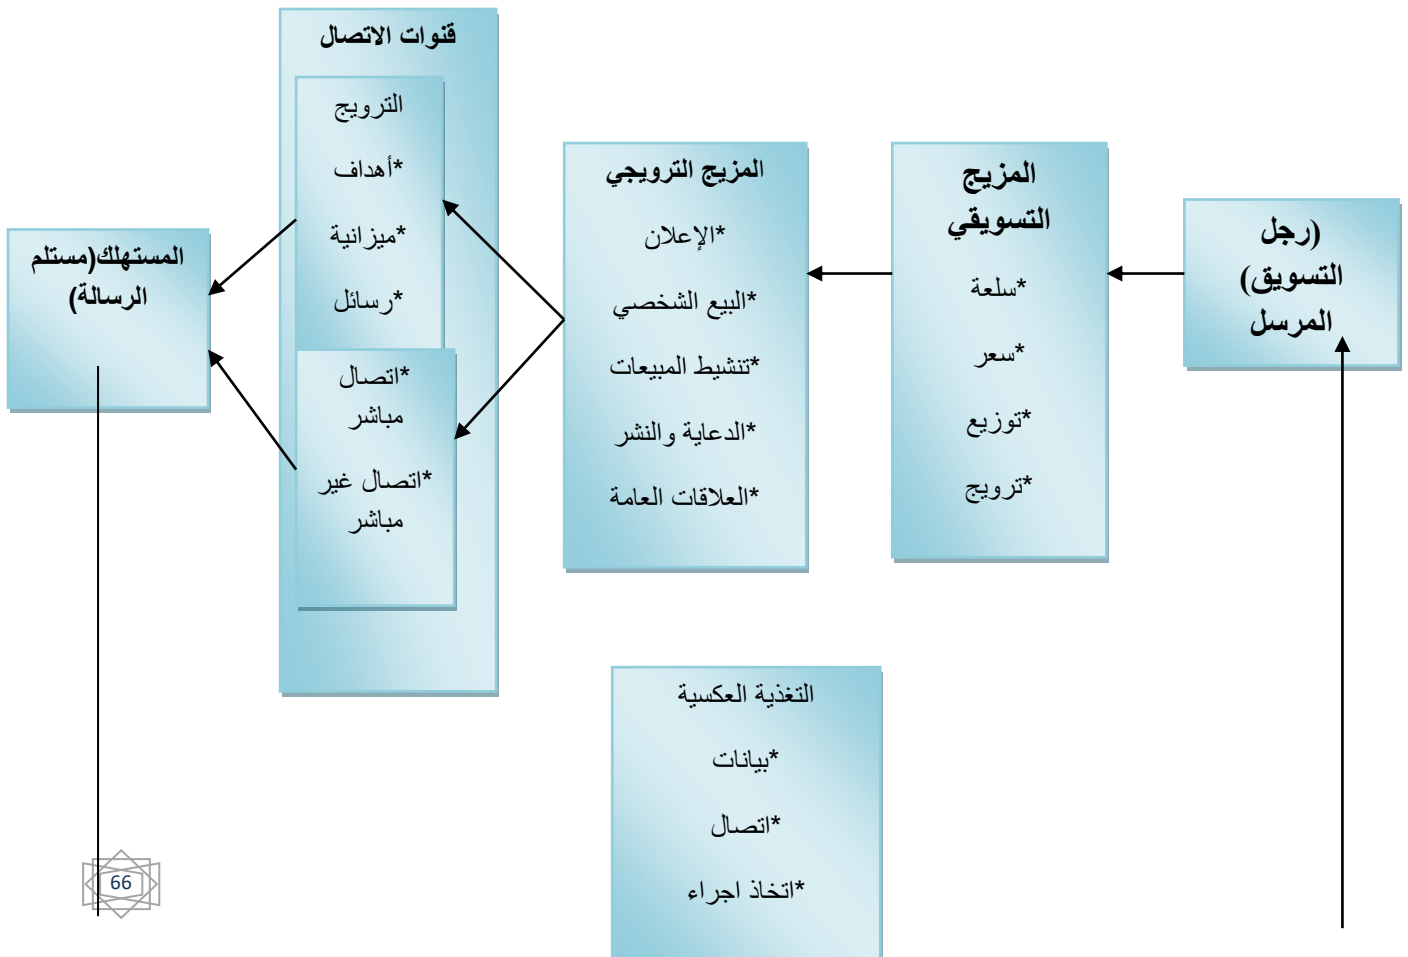 (رجل
التسويق)
المرسل
المزيج
التسويقي
*سلعة
*سعر
*توزيع
*ترويج
المزيج الترويجي
*الإعلان
*البيع الشخصي
*تنشيط المبيعات
*الدعاية والنشر
*العلاقات العامة
قنوات الاتصال
الترويج
*أهداف
*ميزانية
*رسائل
*اتصال
مباشر
*اتصال غير
مباشر
المستهلك(مستلم
الرسالة)
التغذية العكسية
*بيانات
*اتصال
*اتخاذ اجراء
66